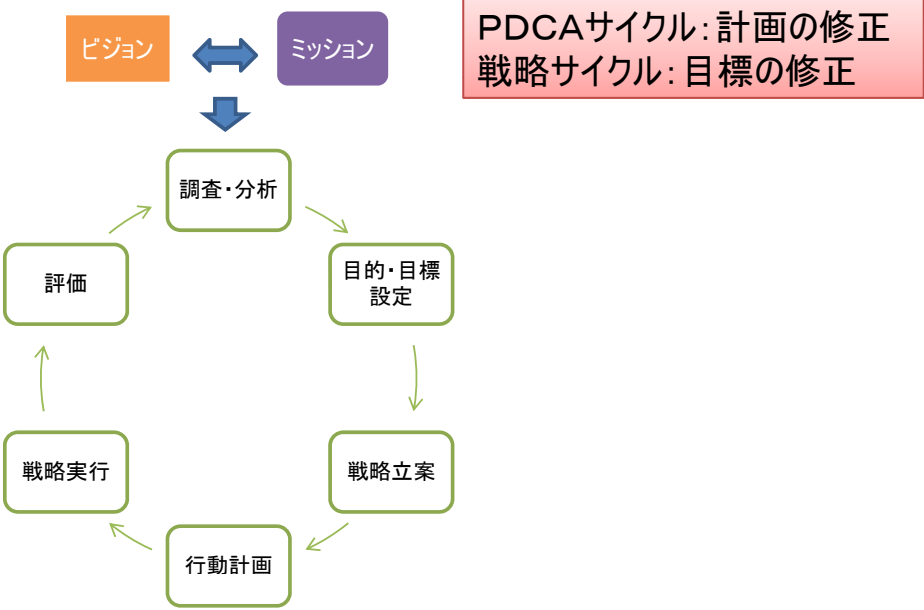 ビジョン
ミッション
PDCAサイクル：計画の修正
戦略サイクル：目標の修正
調査・分析
目的・目標
設定
戦略立案
行動計画
戦略実行
評価